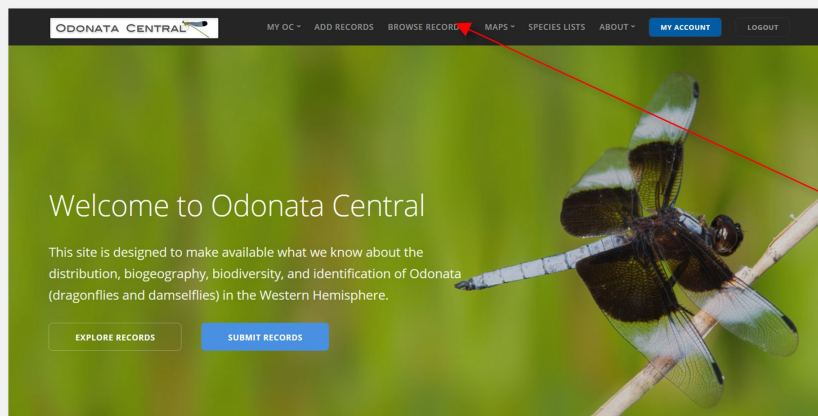 ODONATA CENTRAL
MY OC ADD RECORDS BROWSE RECORD MAPS SPECIES LISTS ABOUT MY ACCOUNT LOGOUT
Welcome to Odonata Central
This site is designed to make available what we know about the
distribution, biogeography, biodiversity, and identification of Odonata
(dragonflies and damselflies) in the Western Hemisphere.
EXPLORE RECORDS SUBMIT RECORDS